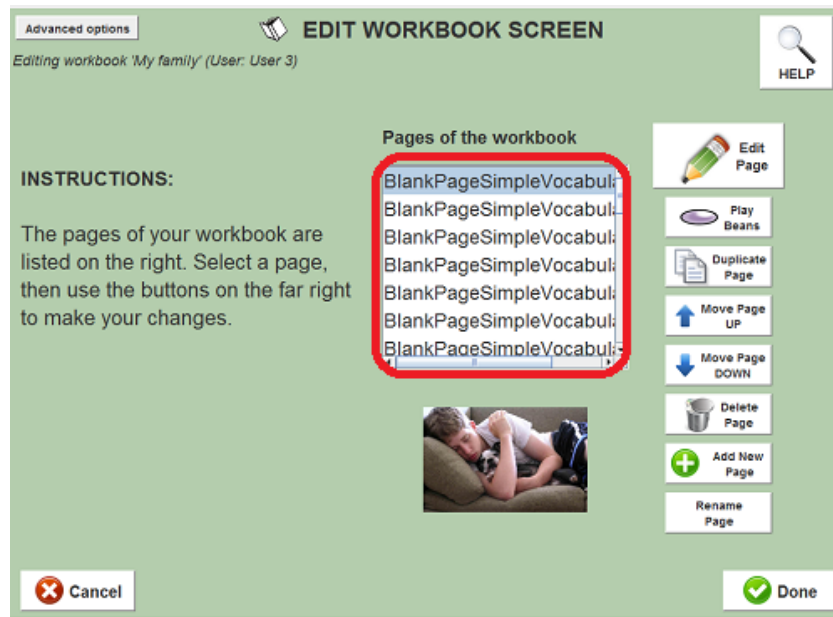 Advanced options
EDIT WORKBOOK SCREEN
Editing workbook 'My family' (User: User 3)
HELP
Pages of the workbook
INSTRUCTIONS:
The pages of your workbook are
listed on the right. Select a page,
then use the buttons on the far right
to make your changes.
BlankPageSimpleVocabula
BlankPageSimpleVocabula
BlankPageSimpleVocabula
BlankPageSimpleVocabula
BlankPageSimpleVocabula
BlankPageSimpleVocabula
BlankPageSimpleVocabula
Edit
Page
Play
Beans
Duplicate
Page
Move Page
UP
Move Page
DOWN
Delete
Page
Add New
Page
Rename
Page
Cancel
Done